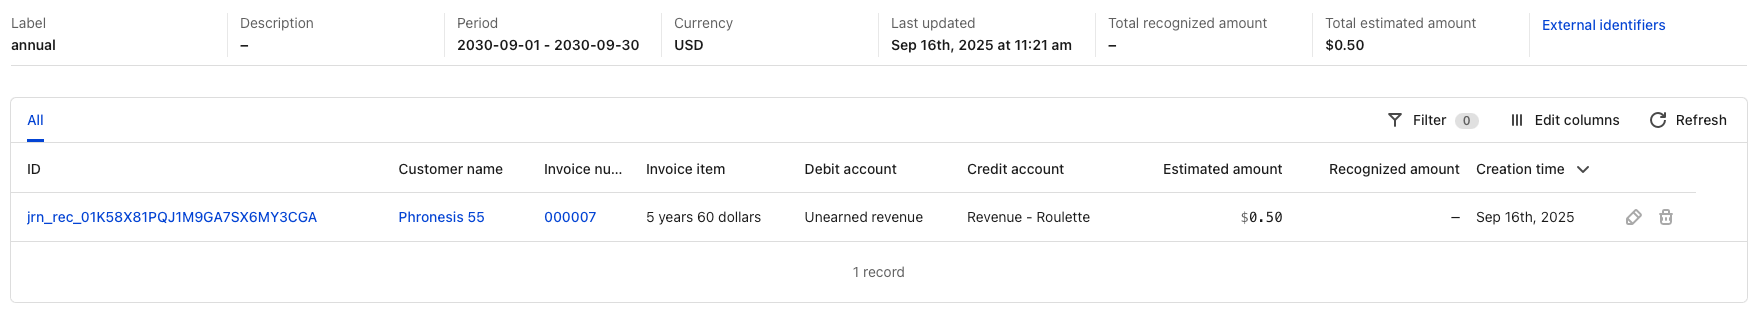 Label Description Period Currency Last updated Total recognized amount Total estimated amount External identifiers
annual – 2030-09-01 - 2030-09-30 USD Sep 16th, 2025 at 11:21 am – $0.50
All Filter 0 Edit columns Refresh
ID Customer name Invoice nu... Invoice item Debit account Credit account Estimated amount Recognized amount Creation time
jrn_rec_01K58X81PQJ1M9GA7SX6MY3CGA Phronesis 55 000007 5 years 60 dollars Unearned revenue Revenue - Roulette $0.50 – Sep 16th, 2025
1 record